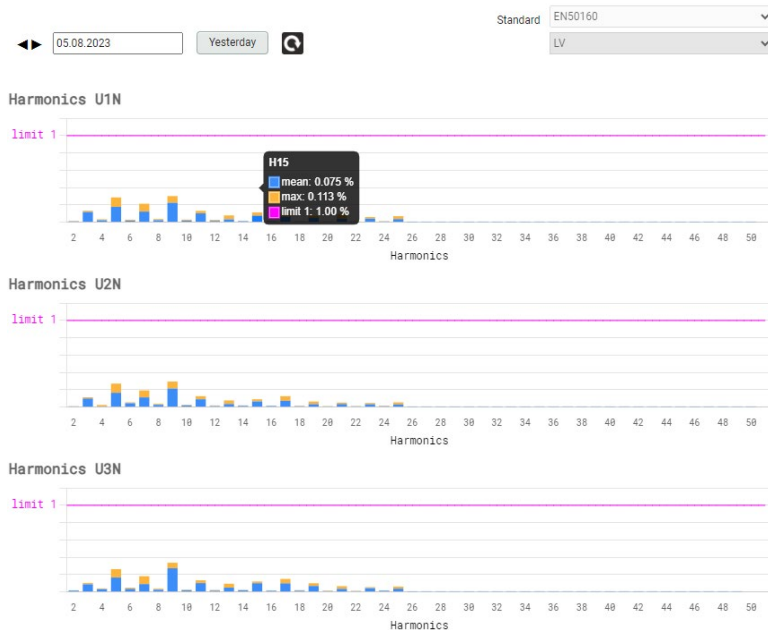 Standard EN50160
05.08.2023 Yesterday LV
Harmonics U1N
limit 1
H15
mean: 0.075 %
max: 0.113 %
limit 1: 1.00 %
2 4 6 8 10 12 14 16 18 20 22 24 26 28 30 32 34 36 38 40 42 44 46 48 50
Harmonics
Harmonics U2N
limit 1
2 4 6 8 10 12 14 16 18 20 22 24 26 28 30 32 34 36 38 40 42 44 46 48 50
Harmonics
Harmonics U3N
limit 1
2 4 6 8 10 12 14 16 18 20 22 24 26 28 30 32 34 36 38 40 42 44 46 48 50
Harmonics